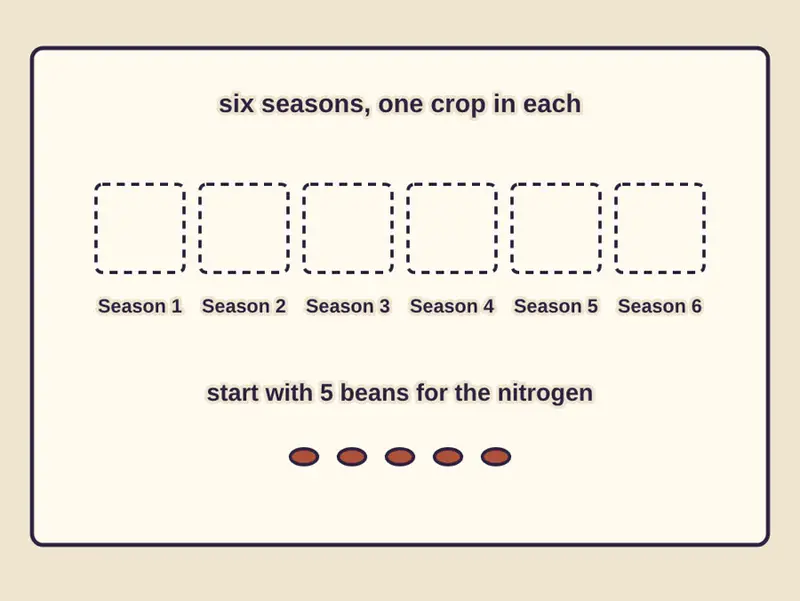 six seasons, one crop in each
Season 1 Season 2 Season 3 Season 4 Season 5 Season 6
start with 5 beans for the nitrogen